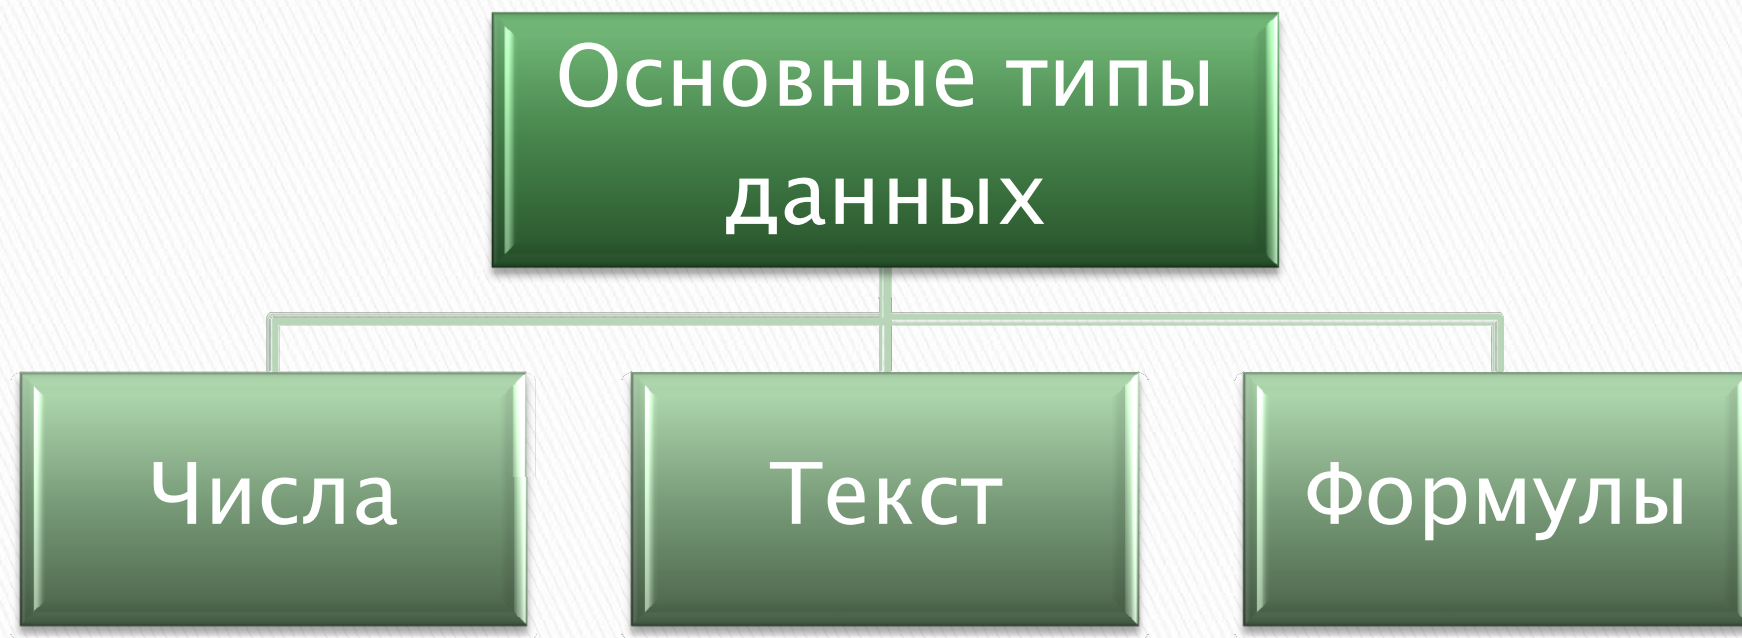 Основные типы
данных
Числа
Текст
Формулы